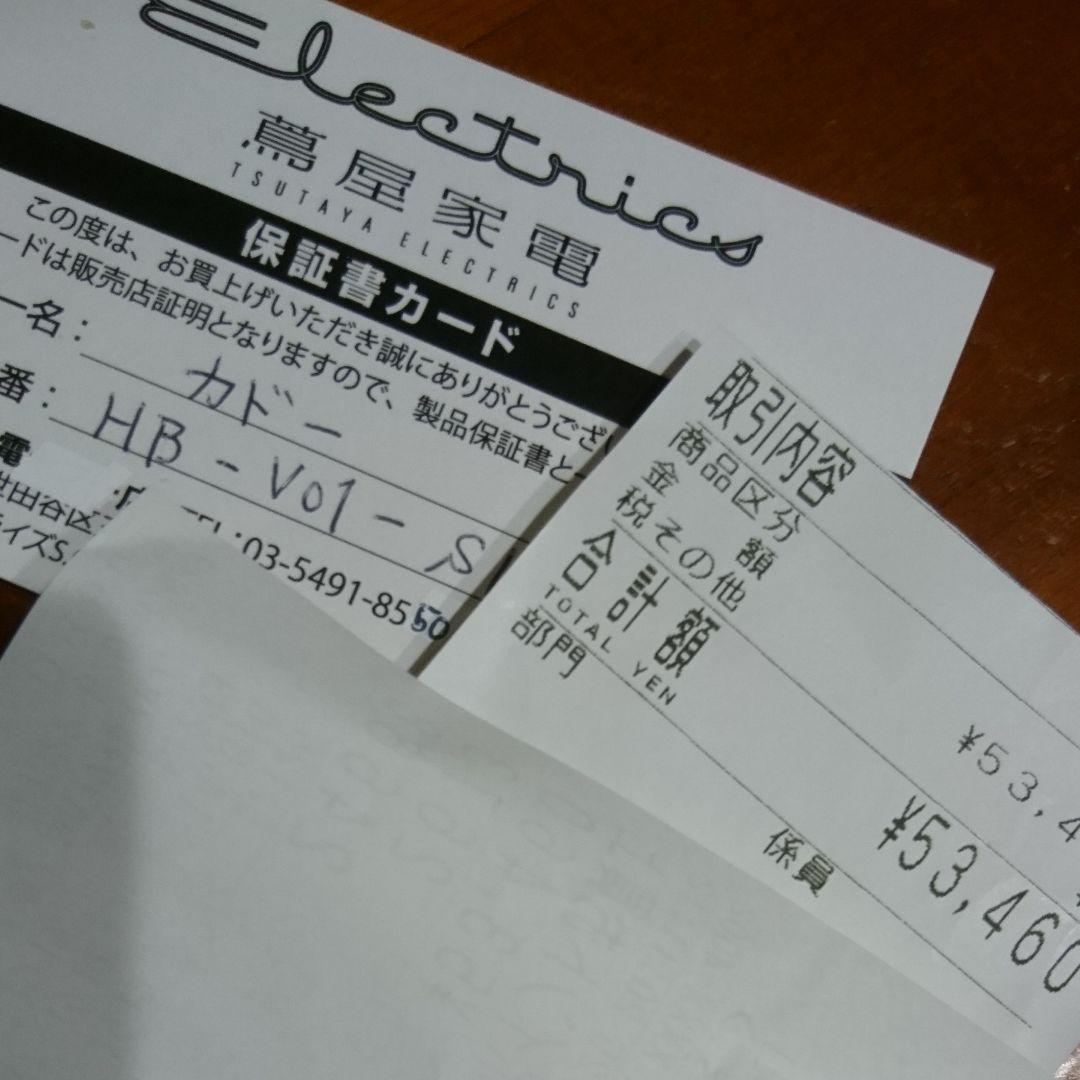 Electrics
蔦屋家電
TSUTAYA ELECTRICS
保証書カード
この度は、お買上げいただき誠にありがとうござい
ードは販売店証明となりますので、製品保証書と
ー名：カドー
番：HB-V01-S
電
世田谷区
イズS.
TEL:03-5491-8550
取引内容
商品区分
金額
¥53,4
税その他
合計額
¥53,460
TOTAL YEN
部門
係員